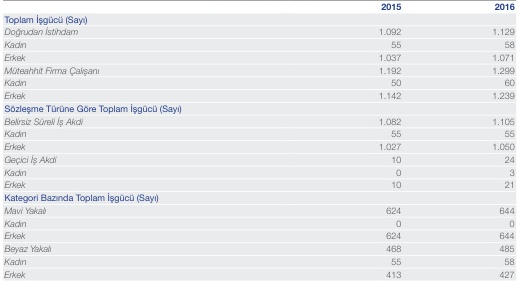 2015 2016
Toplam İşgücü (Sayı)
Doğrudan İstihdam 1.092 1.129
Kadın 55 58
Erkek 1.037 1.071
Müteahhit Firma Çalışanı 1.192 1.299
Kadın 50 60
Erkek 1.142 1.239
Sözleşme Türüne Göre Toplam İşgücü (Sayı)
Belirsiz Süreli İş Akdi 1.082 1.105
Kadın 55 55
Erkek 1.027 1.050
Geçici İş Akdi 10 24
Kadın 0 3
Erkek 10 21
Kategori Bazında Toplam İşgücü (Sayı)
Mavi Yakalı 624 644
Kadın 0 0
Erkek 624 644
Beyaz Yakalı 468 485
Kadın 55 58
Erkek 413 427